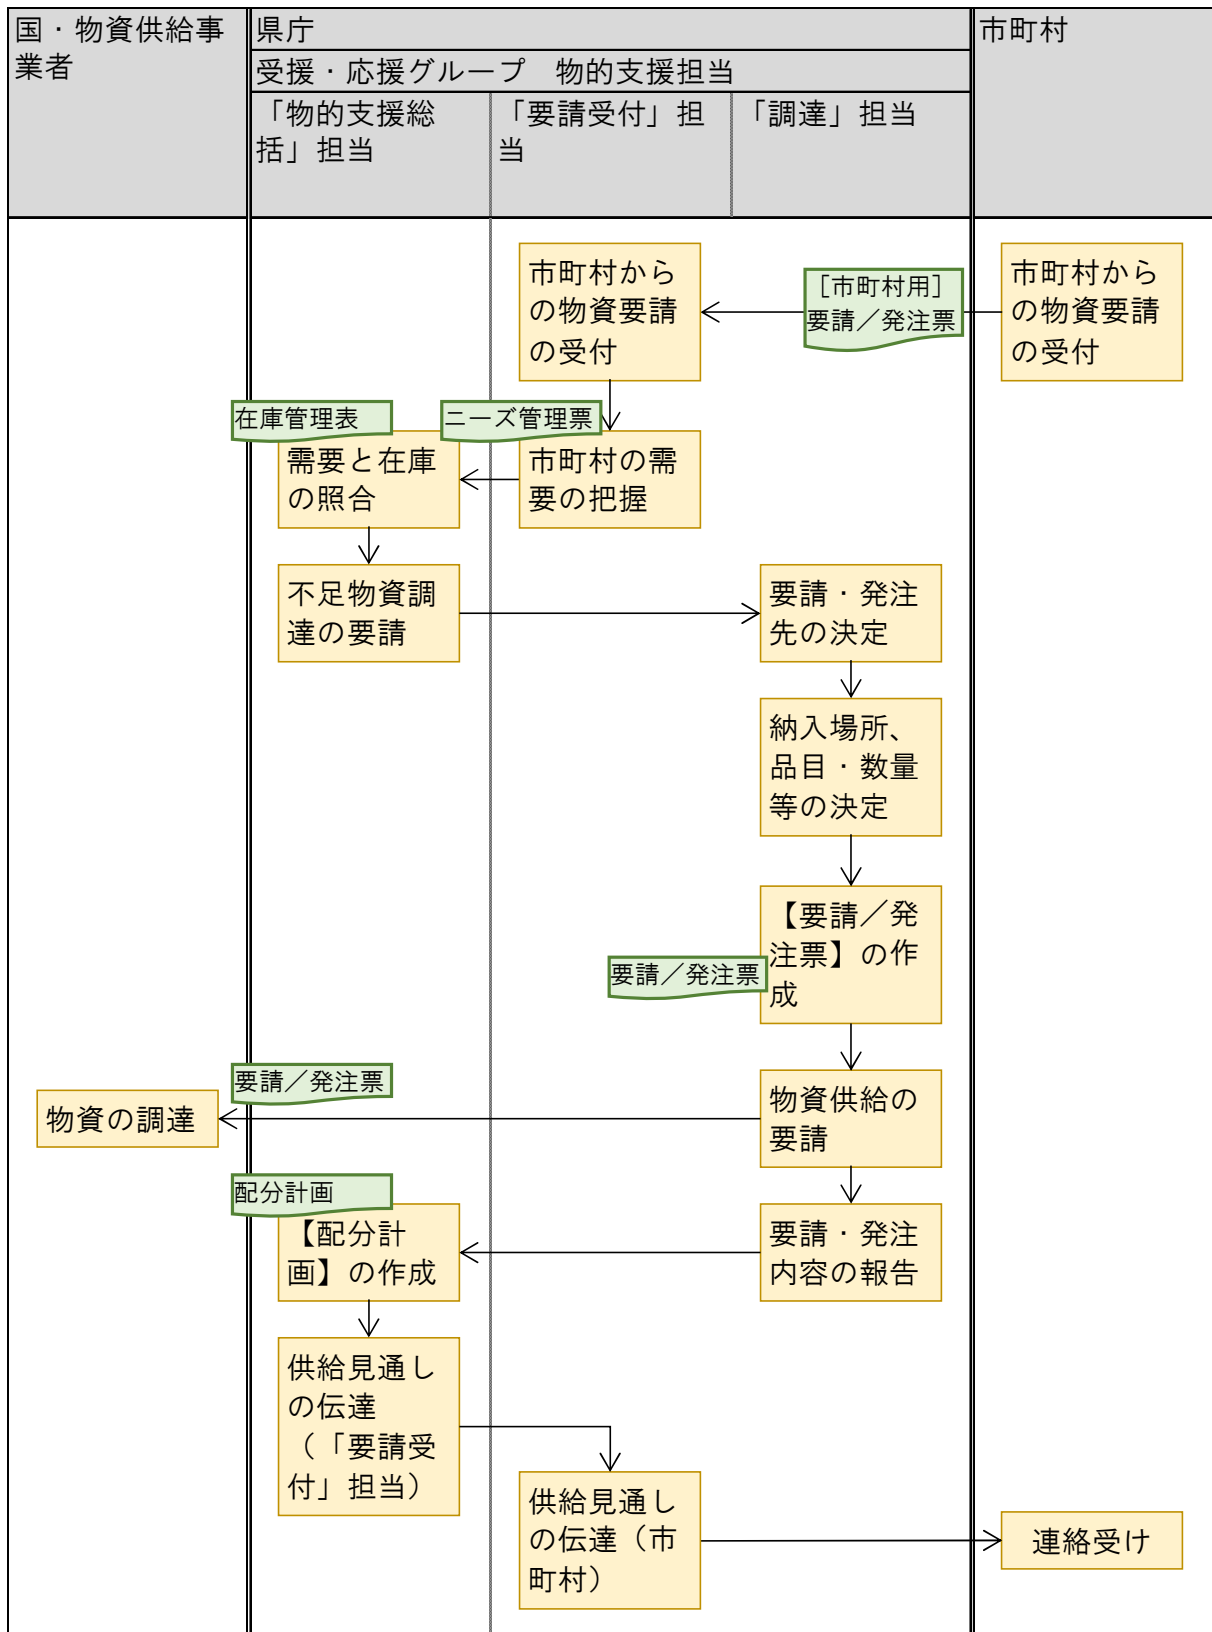 国・物資供給事
業者
県庁
市町村
受援・応援グループ　物的支援担当
「物的支援総
括」担当
「要請受付」担
当
「調達」担当
市町村から
の物資要請
の受付
［市町村用］
要請／発注票
市町村から
の物資要請
の受付
在庫管理表
ニーズ管理票
需要と在庫
の照合
市町村の需
要の把握
不足物資調
達の要請
要請・発注
先の決定
納入場所、
品目・数量
等の決定
【要請／発
注票】の作
成
要請／発注票
要請／発注票
物資の調達
物資供給の
要請
配分計画
【配分計
画】の作成
要請・発注
内容の報告
供給見通し
の伝達
（「要請受
付」担当）
供給見通し
の伝達（市
町村）
連絡受け